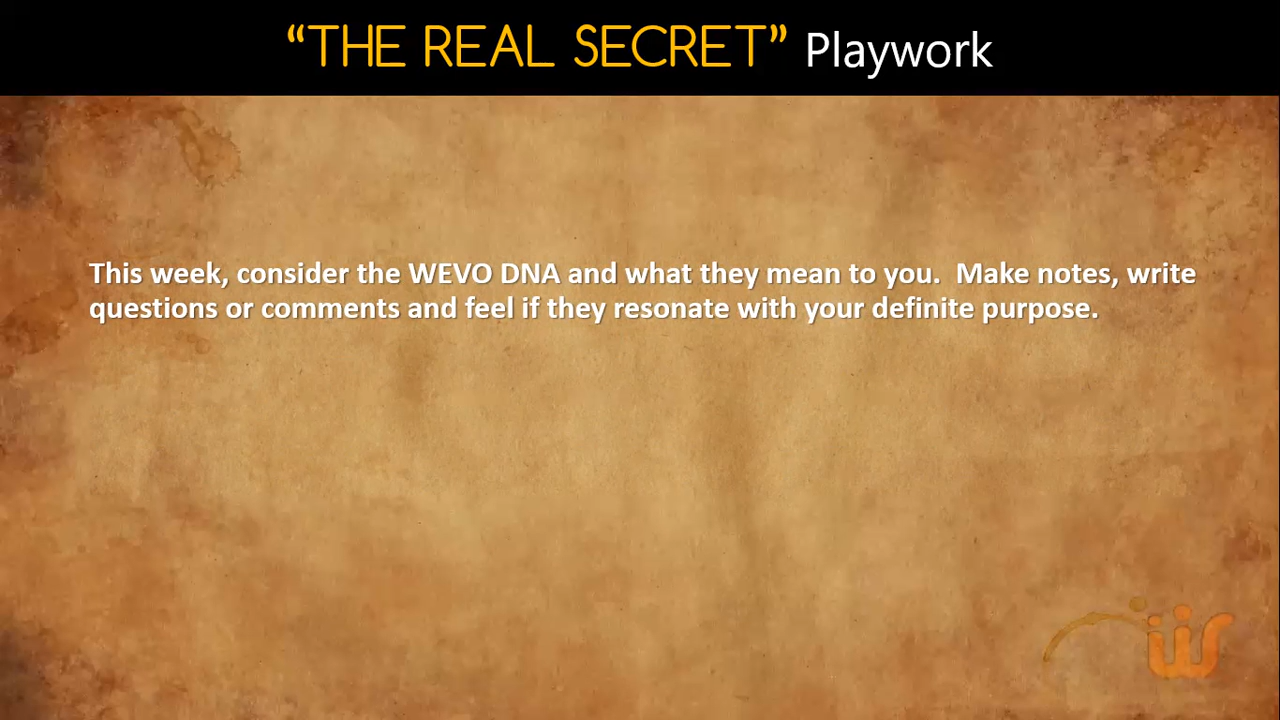 “THE REAL SECRET” Playwork
This week, consider the WEVO DNA and what they mean to you.  Make notes, write
questions or comments and feel if they resonate with your definite purpose.